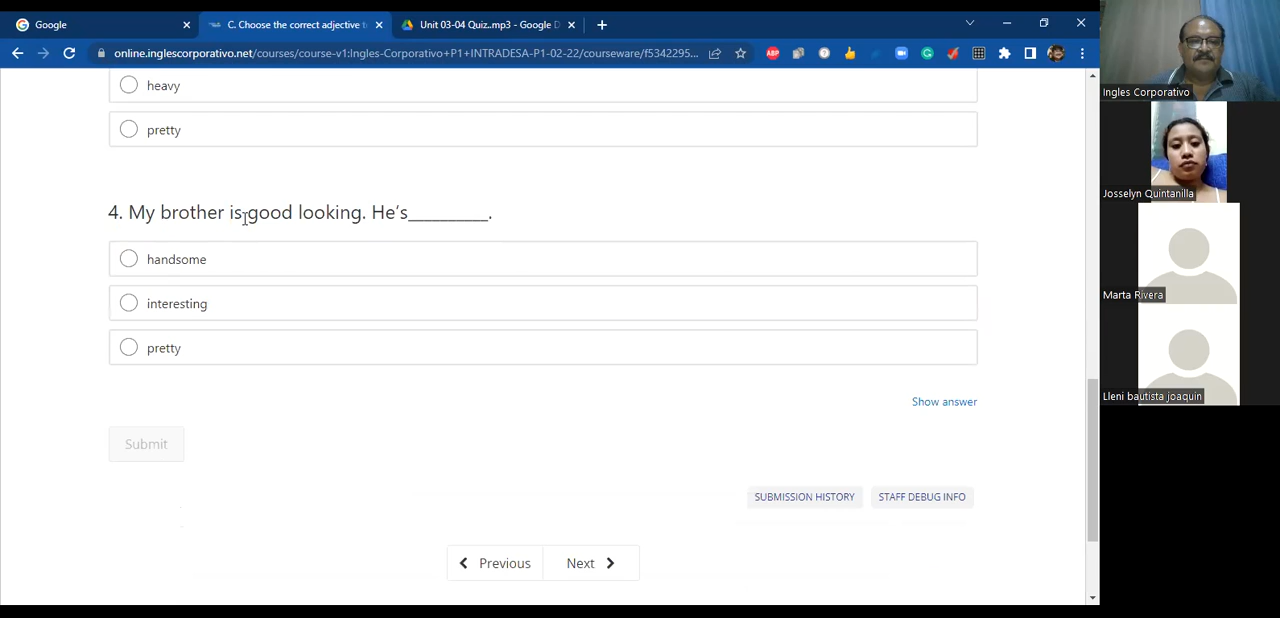 Google
C. Choose the correct adjective t
Unit 03-04 Quiz..mp3 - Google D
online.inglescorporativo.net/courses/course-v1:Ingles-Corporativo+P1+INTRADESA-P1-02-22/courseware/f5342295...
ABP
heavy
pretty
4. My brother is good looking. He's__________.
handsome
interesting
pretty
Show answer
Submit
SUBMISSION HISTORY
STAFF DEBUG INFO
Previous
Next
Ingles Corporativo
Josselyn Quintanilla
Marta Rivera
Lleni bautista joaquin